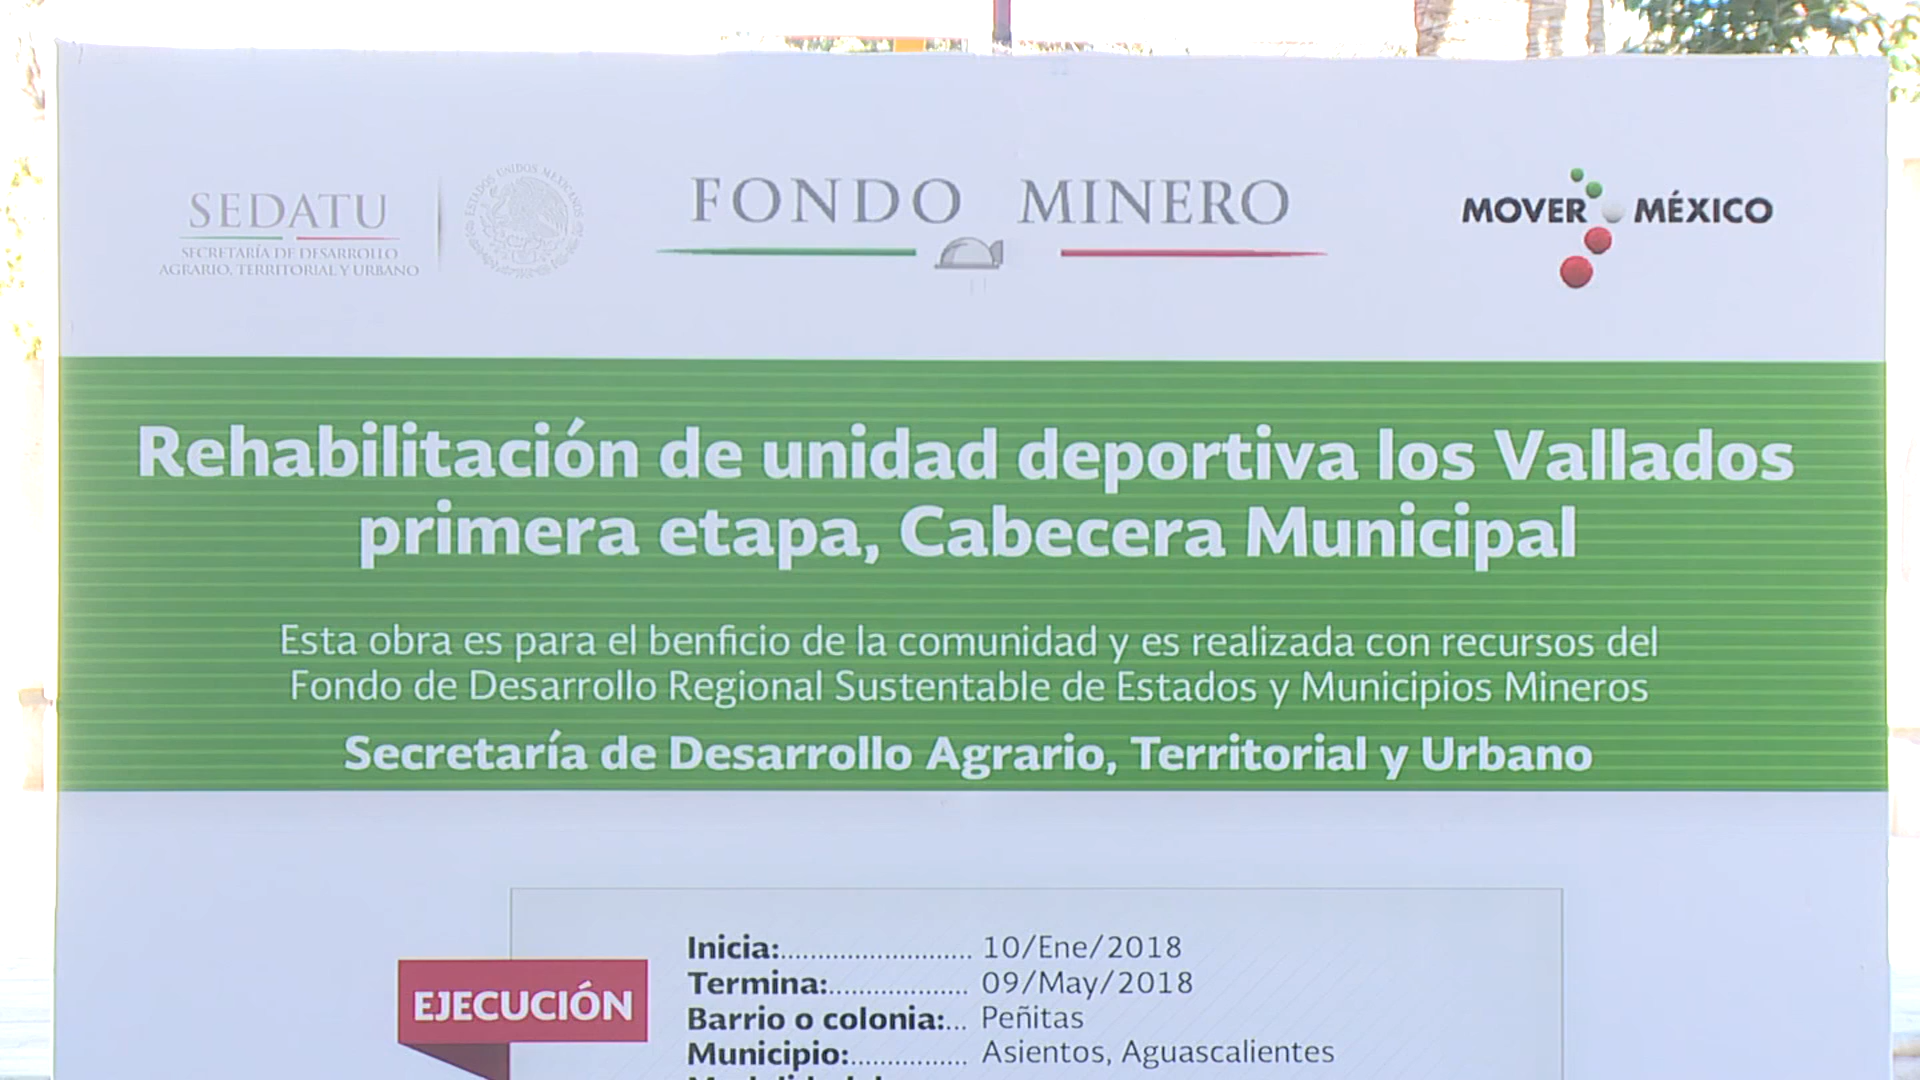 SEDATU
SECRETARÍA DE DESARROLLO
AGRARIO, TERRITORIAL Y URBANO
ESTADOS UNIDOS MEXICANOS
FONDO MINERO
MOVER MÉXICO
Rehabilitación de unidad deportiva los Vallados
primera etapa, Cabecera Municipal
Esta obra es para el benficio de la comunidad y es realizada con recursos del
Fondo de Desarrollo Regional Sustentable de Estados y Municipios Mineros
Secretaría de Desarrollo Agrario, Territorial y Urbano
EJECUCIÓN
Inicia:.......................... 10/Ene/2018
Termina:................... 09/May/2018
Barrio o colonia:... Peñitas
Municipio:................ Asientos, Aguascalientes